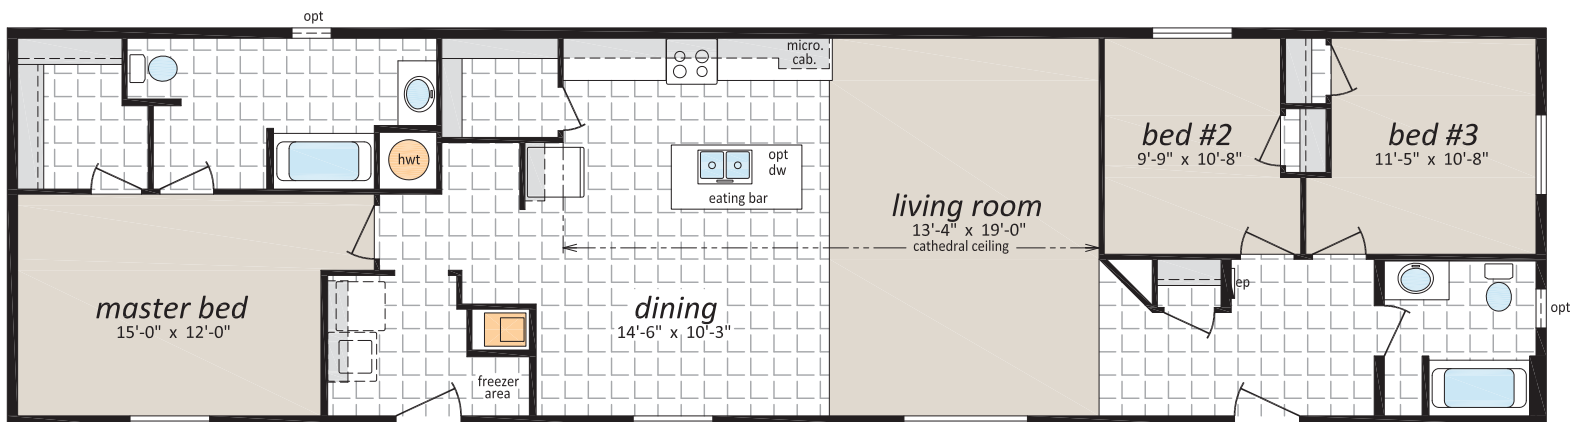 opt
micro.
cab.
hwt
opt
dw
eating bar
bed #2
9'-9" x 10'-8"
bed #3
11'-5" x 10'-8"
living room
13'-4" x 19'-0"
cathedral ceiling
master bed
15'-0" x 12'-0"
dining
14'-6" x 10'-3"
ep
opt
freezer
area